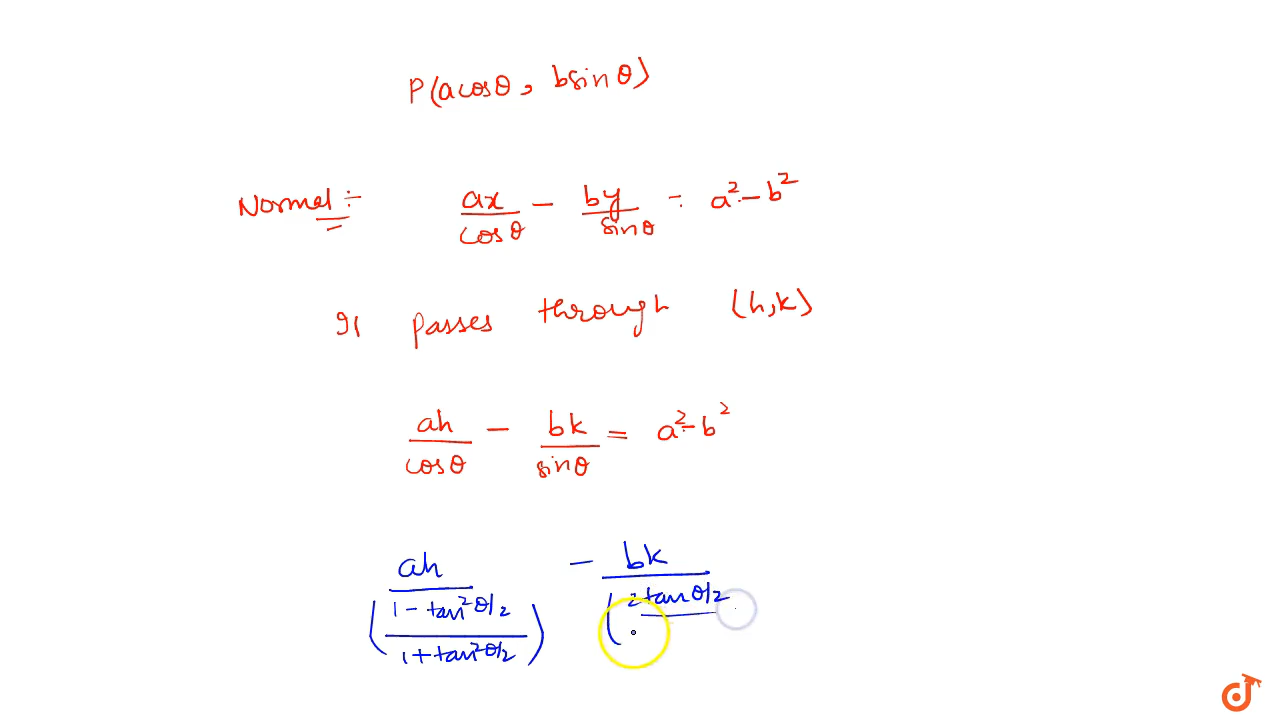 P(acosθ, bsinθ)
Normal :- ax/cosθ - by/sinθ = a² - b²
It passes through (h,k)
ah/cosθ - bk/sinθ = a² - b²
ah/((1 - tan²θ/2)/(1 + tan²θ/2)) - bk/(2tanθ/2